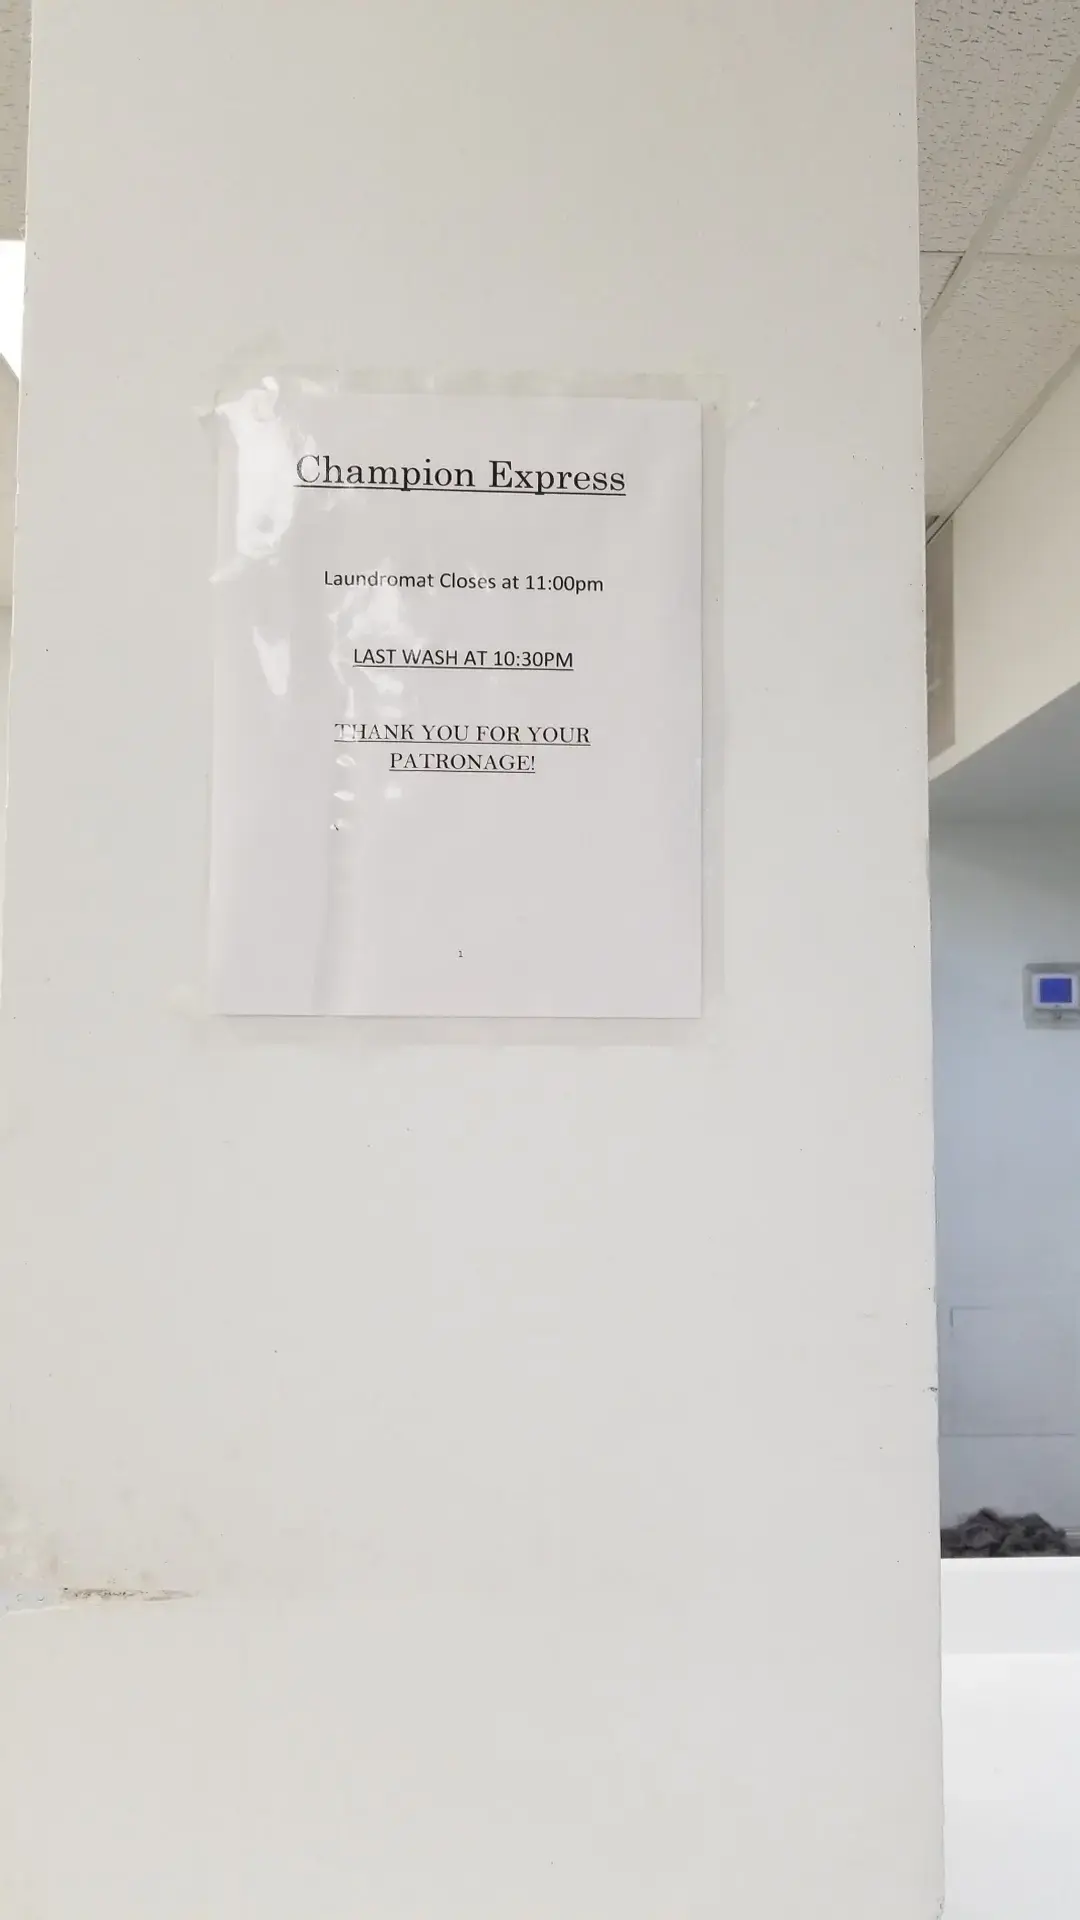 Champion Express
Laundromat Closes at 11:00pm
LAST WASH AT 10:30PM
THANK YOU FOR YOUR
PATRONAGE!
1